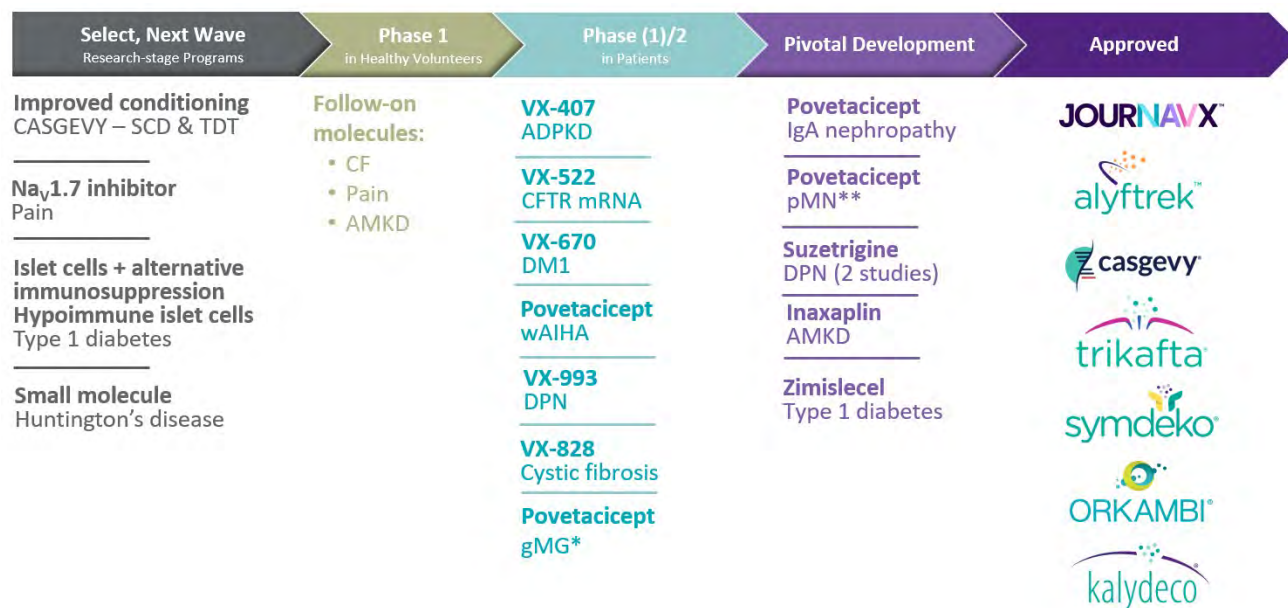 Select, Next Wave
Research-stage Programs
Improved conditioning
CASGEVY – SCD & TDT
NaV1.7 inhibitor
Pain
Islet cells + alternative
immunosuppression
Hypoimmune islet cells
Type 1 diabetes
Small molecule
Huntington's disease
Phase 1
in Healthy Volunteers
Follow-on
molecules:
• CF
• Pain
• AMKD
Phase (1)/2
in Patients
VX-407
ADPKD
VX-522
CFTR mRNA
VX-670
DM1
Povetacicept
wAIHA
VX-993
DPN
VX-828
Cystic fibrosis
Povetacicept
gMG*
Pivotal Development
Povetacicept
IgA nephropathy
Povetacicept
pMN**
Suzetrigine
DPN (2 studies)
Inaxaplin
AMKD
Zimislecel
Type 1 diabetes
Approved
JOURNAVX™
alyftrek™
casgevy®
trikafta®
symdeko®
ORKAMBI®
kalydeco